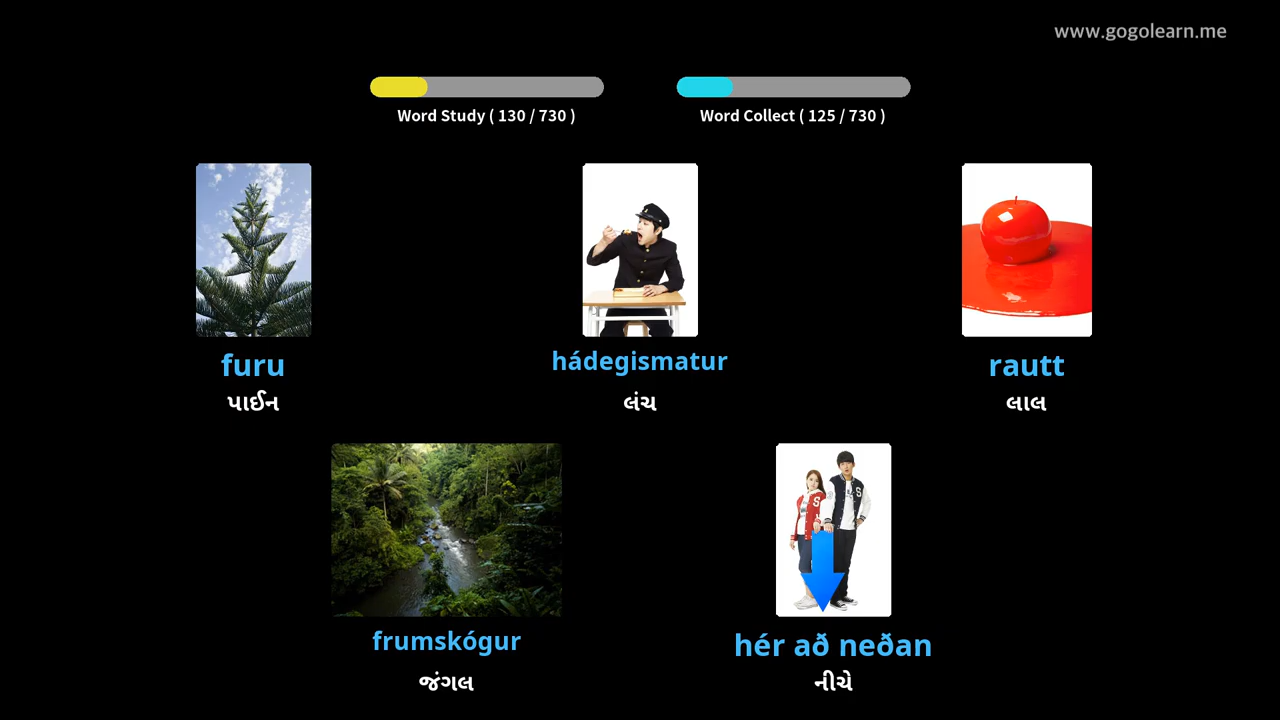 www.gogolearn.me
Word Study ( 130 / 730 )
Word Collect ( 125 / 730 )
furu
પાઈન
hádegismatur
લંચ
rautt
લાલ
frumskógur
જંગલ
hér að neðan
નીચે